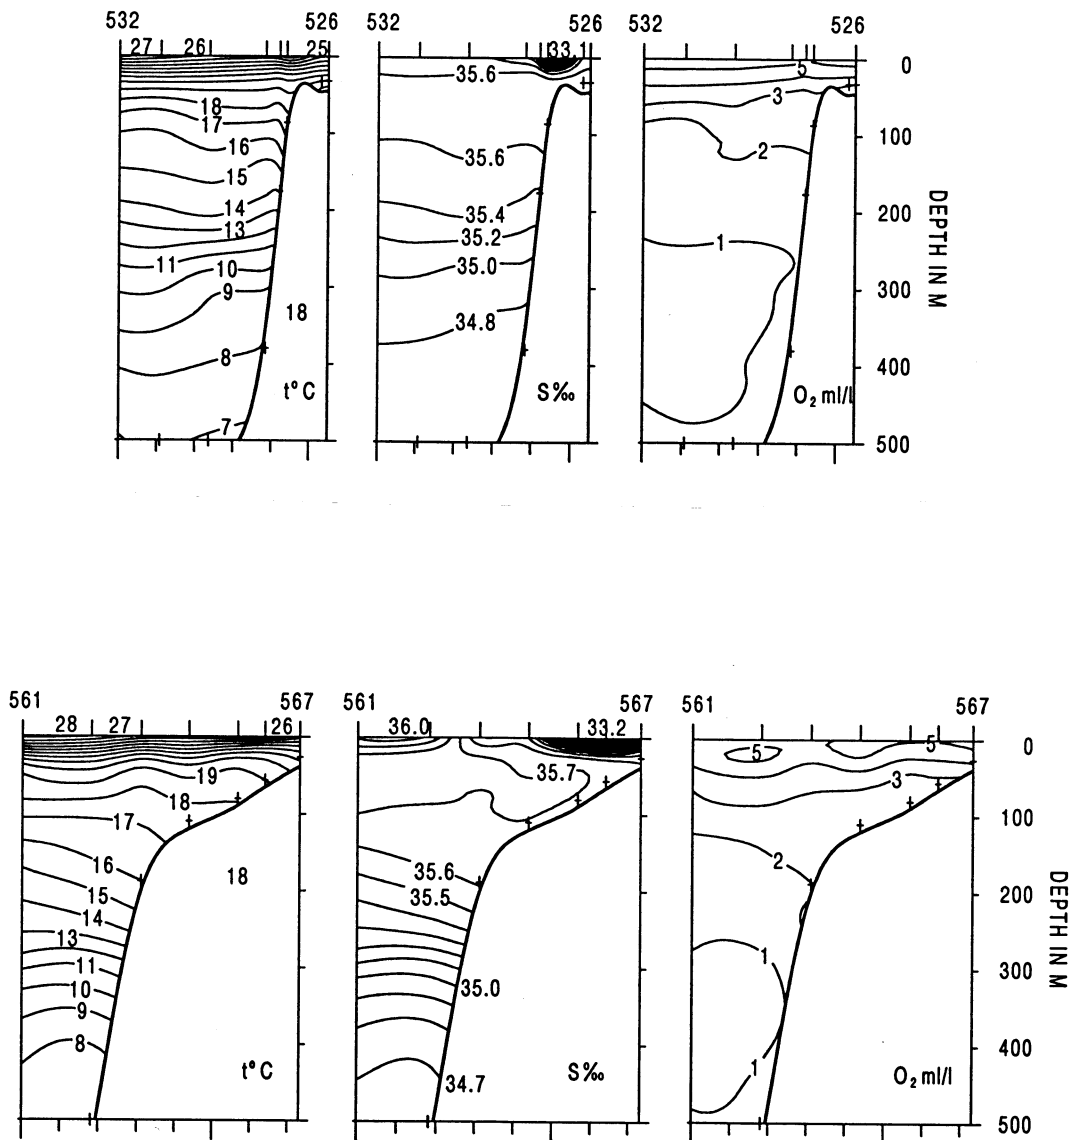 532 526 532 526 532 526
27 26 25 33.1
35.6 5 0
18 3
17 100
16 35.6 2
15
14 35.4 200
13 35.2 1
11 10 35.0
9 300
18 34.8
8 400
t° C S‰ O₂ ml/l
7 500
DEPTH IN M
561 567 561 567 561 567
28 27 26 36.0 33.2
5 5 0
19 35.7 3
18
17 100
16 35.6 2
18
15 35.5 200
14
13
11 1
10 35.0 300
9
8 400
t° C 34.7 S‰ 1 O₂ ml/l
500
DEPTH IN M